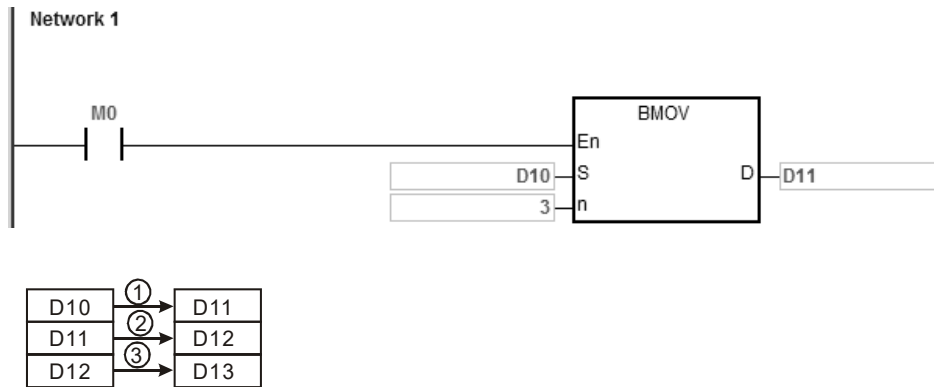 Network 1
M0
BMOV
En
D10 S D D11
3 n
D10 ① D11
D11 ② D12
D12 ③ D13